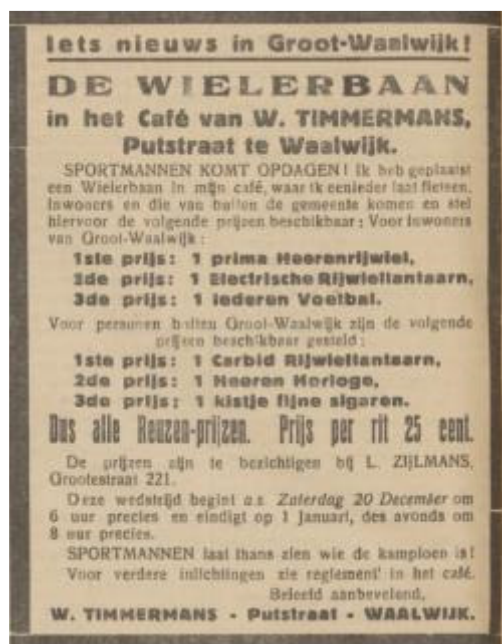 Iets nieuws in Groot-Waalwijk!
DE WIELERBAAN
in het Café van W. TIMMERMANS,
Putstraat te Waalwijk.
SPORTMANNEN KOMT OPDAGEN! Ik heb geplaatst
een Wielerbaan in mijn café, waar ik eenieder laat fietsen.
Inwoners en die van buiten de gemeente komen en stel
hiervoor de volgende prijzen beschikbaar: Voor inwoners
van Groot-Waalwijk:
1ste prijs: 1 prima Heerenrijwiel,
2de prijs: 1 Electrische Rijwiellantaarn,
3de prijs: 1 lederen Voetbal.
Voor personen buiten Groot-Waalwijk zijn de volgende
prijzen beschikbaar gesteld:
1ste prijs: 1 Carbid Rijwiellantaarn,
2de prijs: 1 Heeren Horloge,
3de prijs: 1 kistje fijne sigaren.
Dus alle Reuzen-prijzen. Prijs per rit 25 cent.
De prijzen zijn te bezichtigen bij L. ZIJLMANS,
Grootestraat 221.
Deze wedstrijd begint a.s. Zaterdag 20 December om
6 uur precies en eindigt op 1 Januari, des avonds om
8 uur precies.
SPORTMANNEN laat thans zien wie de kampioen is!
Voor verdere inlichtingen zie reglement in het café.
Beleefd aanbevelend,
W. TIMMERMANS - Putstraat - WAALWIJK.